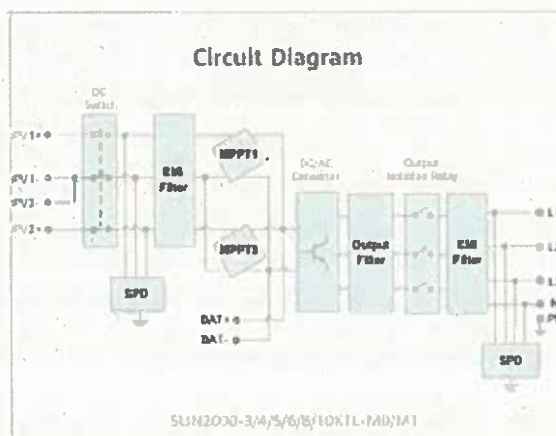 Circuit Diagram
DC
Switch
PV1+
PV1-
PV2-
PV2+
EMI
Filter
MPPT1
MPPT2
SPD
BAT+
BAT-
DC/AC
Converter
Output
Filter
Output
Isolation Relay
EMI
Filter
L1
L2
L3
N
PE
SPD
SUN2000-3/4/5/6/8/10KTL-M0/M1